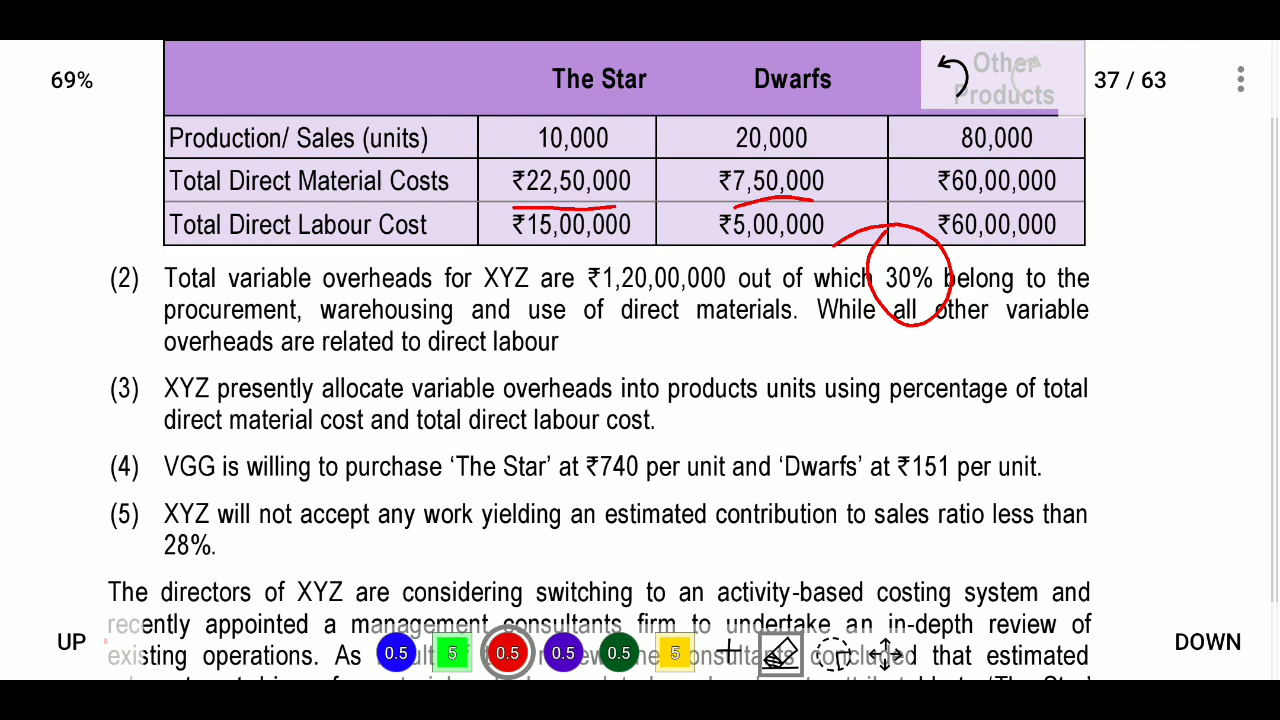 69%
The Star Dwarfs Other Products
37 / 63
Production/ Sales (units) 10,000 20,000 80,000
Total Direct Material Costs ₹22,50,000 ₹7,50,000 ₹60,00,000
Total Direct Labour Cost ₹15,00,000 ₹5,00,000 ₹60,00,000
(2) Total variable overheads for XYZ are ₹1,20,00,000 out of which 30% belong to the
procurement, warehousing and use of direct materials. While all other variable
overheads are related to direct labour
(3) XYZ presently allocate variable overheads into products units using percentage of total
direct material cost and total direct labour cost.
(4) VGG is willing to purchase ‘The Star’ at ₹740 per unit and ‘Dwarfs’ at ₹151 per unit.
(5) XYZ will not accept any work yielding an estimated contribution to sales ratio less than
28%.
The directors of XYZ are considering switching to an activity-based costing system and
recently appointed a management consultants firm to undertake an in-depth review of
existing operations. As concluded that estimated
UP
0.5 5 0.5 0.5 0.5 5
DOWN